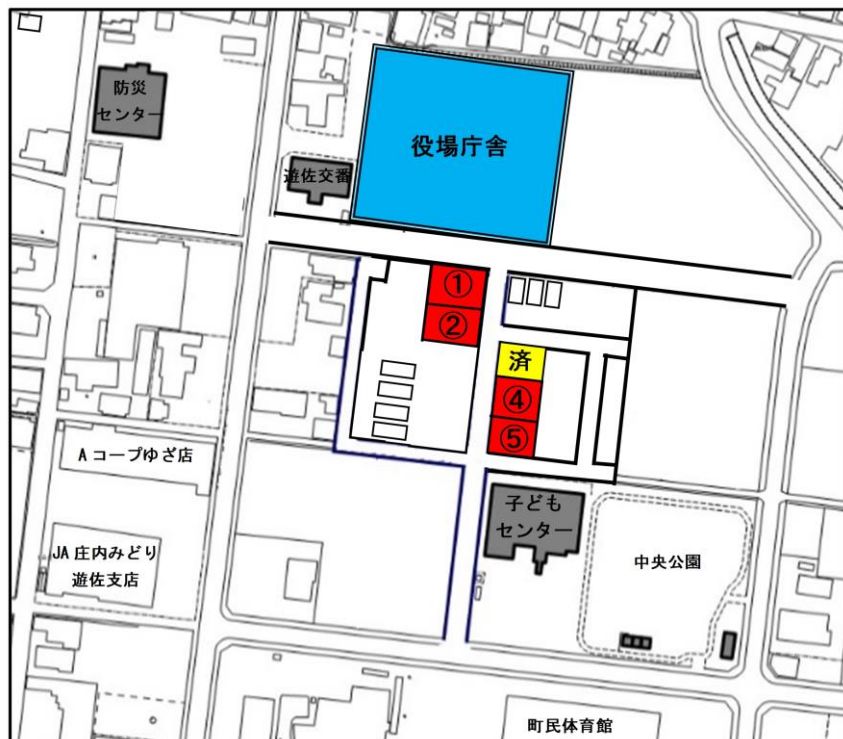 防災
センター
役場庁舎
遊佐交番
①
②
済
④
⑤
Aコープゆざ店
子ども
センター
JA庄内みどり
遊佐支店
中央公園
町民体育館